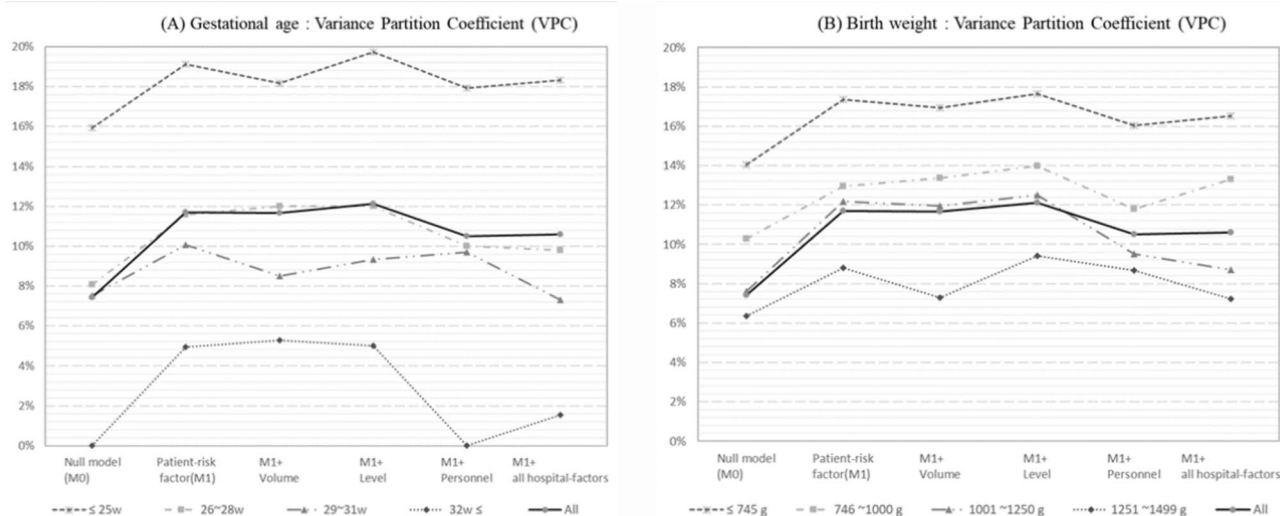 (A) Gestational age : Variance Partition Coefficient (VPC)
20%
18%
16%
14%
12%
10%
8%
6%
4%
2%
0%
Null model
(M0)
Patient-risk
factor(M1)
M1+
Volume
M1+
Level
M1+
Personnel
M1+
all hospital-factors
≤ 25w
26~28w
29~31w
32w ≤
All
(B) Birth weight : Variance Partition Coefficient (VPC)
20%
18%
16%
14%
12%
10%
8%
6%
4%
2%
0%
Null model
(M0)
Patient-risk
factor(M1)
M1+
Volume
M1+
Level
M1+
Personnel
M1+
all hospital-factors
≤ 745 g
746 ~1000 g
1001 ~1250 g
1251 ~1499 g
All